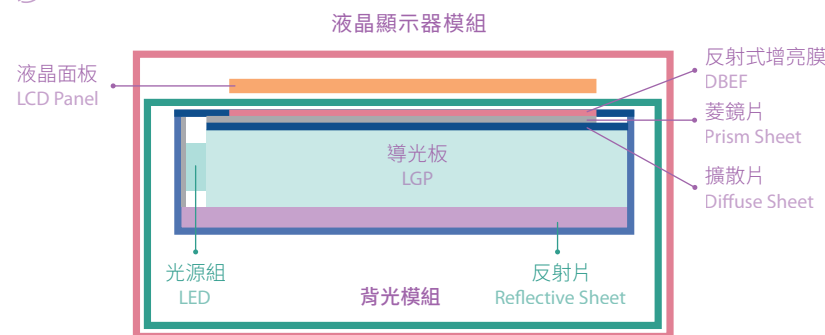 液晶顯示器模組
液晶面板
LCD Panel
反射式增亮膜
DBEF
菱鏡片
Prism Sheet
擴散片
Diffuse Sheet
導光板
LGP
光源組
LED
背光模組
反射片
Reflective Sheet